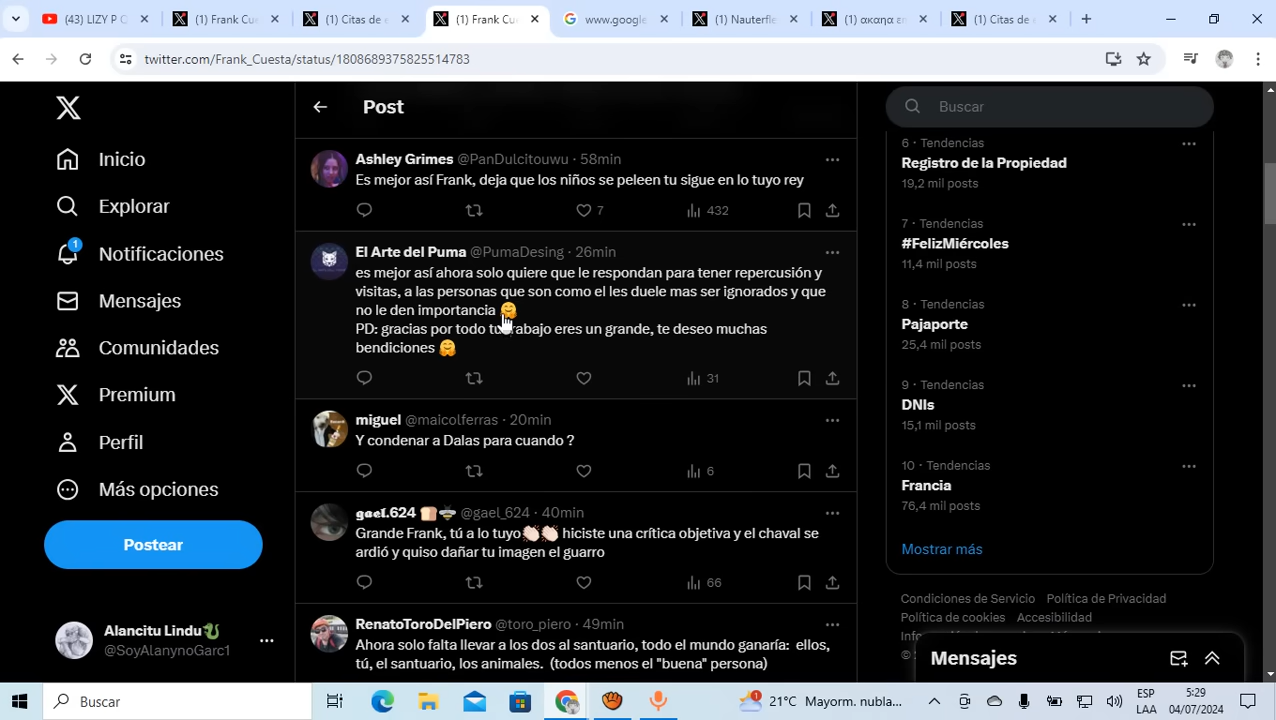 (43) LIZY P
(1) Frank Cu
(1) Citas de
(1) Frank Cu
www.google
(1) Nauterfle
(1) ακαηα
(1) Citas de
twitter.com/Frank_Cuesta/status/1808689375825514783
Inicio
Explorar
1
Notificaciones
Mensajes
Comunidades
Premium
Perfil
Más opciones
Postear
Alancitu Lindu🐉
@SoyAlanynoGarc1
Post
Ashley Grimes @PanDulcitouwu · 58min
Es mejor así Frank, deja que los niños se peleen tu sigue en lo tuyo rey
7 432
El Arte del Puma @PumaDesing · 26min
es mejor así ahora solo quiere que le respondan para tener repercusión y
visitas, a las personas que son como el les duele mas ser ignorados y que
no le den importancia 🤗
PD: gracias por todo tu trabajo eres un grande, te deseo muchas
bendiciones 🤗
31
miguel @maicolferras · 20min
Y condenar a Dalas para cuando ?
6
gael.624 🍞🐝 @gael_624 · 40min
Grande Frank, tú a lo tuyo👏🏻👏🏻 hiciste una crítica objetiva y el chaval se
ardió y quiso dañar tu imagen el guarro
66
RenatoToroDelPiero @toro_piero · 49min
Ahora solo falta llevar a los dos al santuario, todo el mundo ganaría: ellos,
tú, el santuario, los animales. (todos menos el "buena" persona)
Buscar
6 · Tendencias
Registro de la Propiedad
19,2 mil posts
7 · Tendencias
#FelizMiércoles
11,4 mil posts
8 · Tendencias
Pajaporte
25,4 mil posts
9 · Tendencias
DNIs
15,1 mil posts
10 · Tendencias
Francia
76,4 mil posts
Mostrar más
Condiciones de Servicio Política de Privacidad
Política de cookies Accesibilidad
Mensajes
Buscar
1
21°C Mayorm. nubla...
ESP
LAA
5:29
04/07/2024